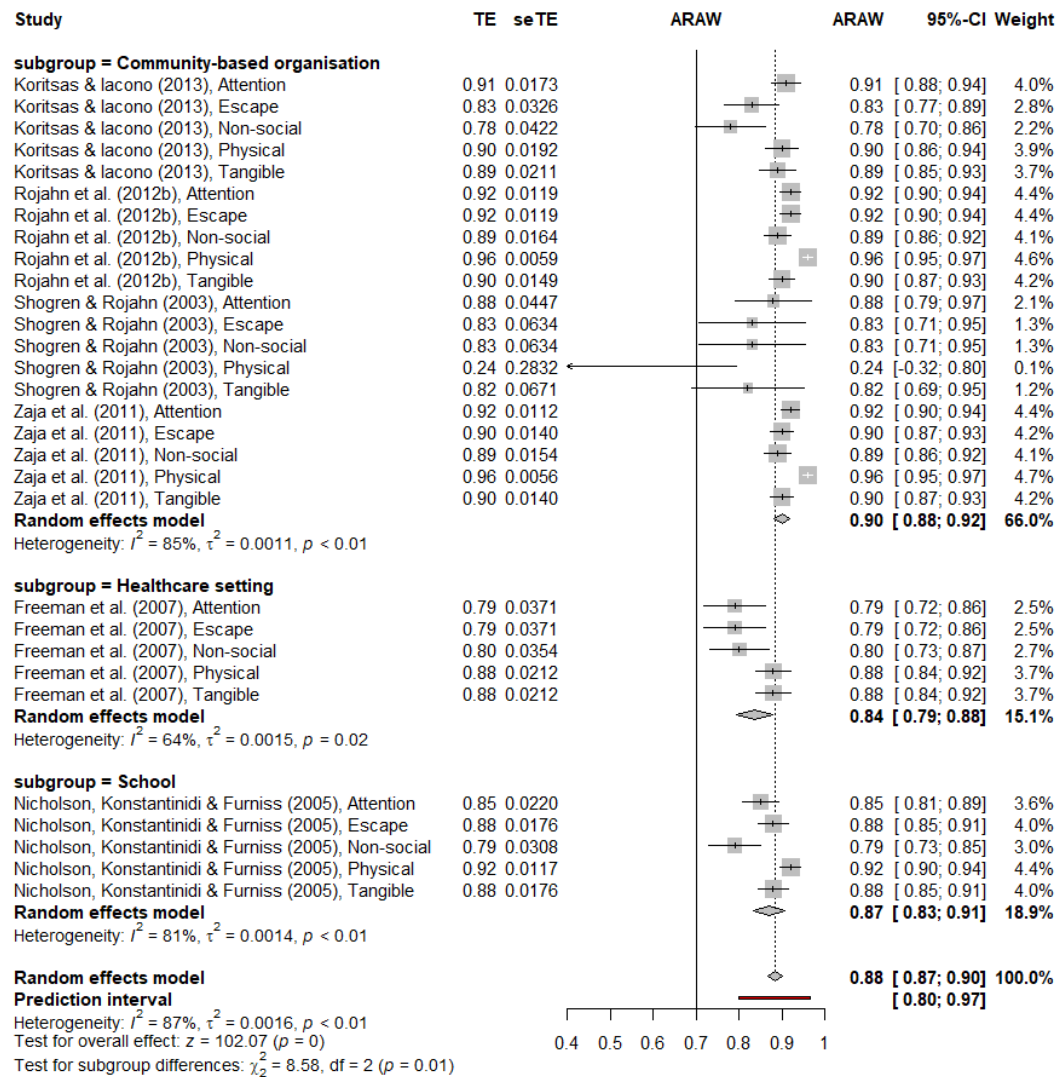 Study TE seTE ARAW ARAW 95%-CI Weight
subgroup = Community-based organisation
Koritsas & Iacono (2013), Attention 0.91 0.0173 0.91 [ 0.88; 0.94] 4.0%
Koritsas & Iacono (2013), Escape 0.83 0.0326 0.83 [ 0.77; 0.89] 2.8%
Koritsas & Iacono (2013), Non-social 0.78 0.0422 0.78 [ 0.70; 0.86] 2.2%
Koritsas & Iacono (2013), Physical 0.90 0.0192 0.90 [ 0.86; 0.94] 3.9%
Koritsas & Iacono (2013), Tangible 0.89 0.0211 0.89 [ 0.85; 0.93] 3.7%
Rojahn et al. (2012b), Attention 0.92 0.0119 0.92 [ 0.90; 0.94] 4.4%
Rojahn et al. (2012b), Escape 0.92 0.0119 0.92 [ 0.90; 0.94] 4.4%
Rojahn et al. (2012b), Non-social 0.89 0.0164 0.89 [ 0.86; 0.92] 4.1%
Rojahn et al. (2012b), Physical 0.96 0.0059 0.96 [ 0.95; 0.97] 4.6%
Rojahn et al. (2012b), Tangible 0.90 0.0149 0.90 [ 0.87; 0.93] 4.2%
Shogren & Rojahn (2003), Attention 0.88 0.0447 0.88 [ 0.79; 0.97] 2.1%
Shogren & Rojahn (2003), Escape 0.83 0.0634 0.83 [ 0.71; 0.95] 1.3%
Shogren & Rojahn (2003), Non-social 0.83 0.0634 0.83 [ 0.71; 0.95] 1.3%
Shogren & Rojahn (2003), Physical 0.24 0.2832 0.24 [-0.32; 0.80] 0.1%
Shogren & Rojahn (2003), Tangible 0.82 0.0671 0.82 [ 0.69; 0.95] 1.2%
Zaja et al. (2011), Attention 0.92 0.0112 0.92 [ 0.90; 0.94] 4.4%
Zaja et al. (2011), Escape 0.90 0.0140 0.90 [ 0.87; 0.93] 4.2%
Zaja et al. (2011), Non-social 0.89 0.0154 0.89 [ 0.86; 0.92] 4.1%
Zaja et al. (2011), Physical 0.96 0.0056 0.96 [ 0.95; 0.97] 4.7%
Zaja et al. (2011), Tangible 0.90 0.0140 0.90 [ 0.87; 0.93] 4.2%
Random effects model 0.90 [ 0.88; 0.92] 66.0%
Heterogeneity: I² = 85%, τ² = 0.0011, p < 0.01
subgroup = Healthcare setting
Freeman et al. (2007), Attention 0.79 0.0371 0.79 [ 0.72; 0.86] 2.5%
Freeman et al. (2007), Escape 0.79 0.0371 0.79 [ 0.72; 0.86] 2.5%
Freeman et al. (2007), Non-social 0.80 0.0354 0.80 [ 0.73; 0.87] 2.7%
Freeman et al. (2007), Physical 0.88 0.0212 0.88 [ 0.84; 0.92] 3.7%
Freeman et al. (2007), Tangible 0.88 0.0212 0.88 [ 0.84; 0.92] 3.7%
Random effects model 0.84 [ 0.79; 0.88] 15.1%
Heterogeneity: I² = 64%, τ² = 0.0015, p = 0.02
subgroup = School
Nicholson, Konstantinidi & Furniss (2005), Attention 0.85 0.0220 0.85 [ 0.81; 0.89] 3.6%
Nicholson, Konstantinidi & Furniss (2005), Escape 0.88 0.0176 0.88 [ 0.85; 0.91] 4.0%
Nicholson, Konstantinidi & Furniss (2005), Non-social 0.79 0.0308 0.79 [ 0.73; 0.85] 3.0%
Nicholson, Konstantinidi & Furniss (2005), Physical 0.92 0.0117 0.92 [ 0.90; 0.94] 4.4%
Nicholson, Konstantinidi & Furniss (2005), Tangible 0.88 0.0176 0.88 [ 0.85; 0.91] 4.0%
Random effects model 0.87 [ 0.83; 0.91] 18.9%
Heterogeneity: I² = 81%, τ² = 0.0014, p < 0.01
Random effects model 0.88 [ 0.87; 0.90] 100.0%
Prediction interval [ 0.80; 0.97]
Heterogeneity: I² = 87%, τ² = 0.0016, p < 0.01
Test for overall effect: z = 102.07 (p = 0)
0.4 0.5 0.6 0.7 0.8 0.9 1
Test for subgroup differences: χ²₂ = 8.58, df = 2 (p = 0.01)